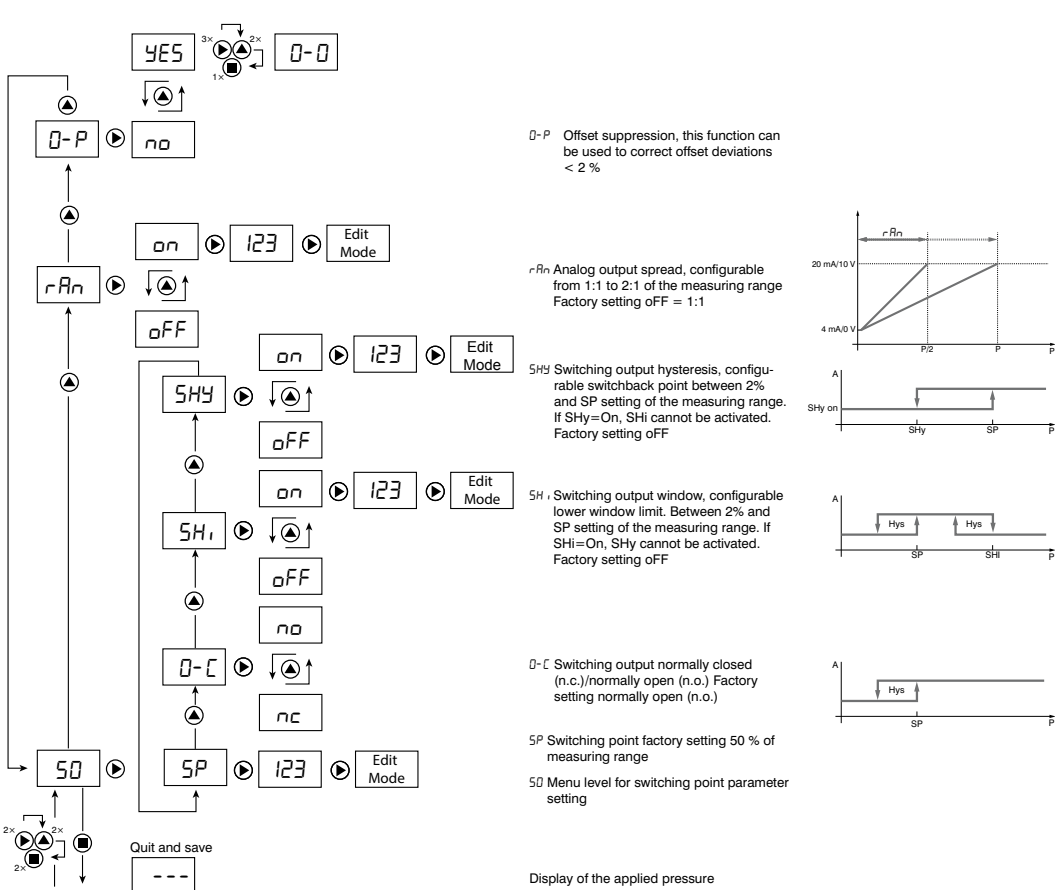 YES
3×
2×
1×
0-0
0-P
no
0-P Offset suppression, this function can
be used to correct offset deviations
< 2 %
on
123
Edit
Mode
rAn
oFF
rAn Analog output spread, configurable
from 1:1 to 2:1 of the measuring range
Factory setting oFF = 1:1
rAn
20 mA/10 V
4 mA/0 V
P/2
P
P
on
123
Edit
Mode
SHY
oFF
SHY Switching output hysteresis, configu-
rable switchback point between 2%
and SP setting of the measuring range.
If SHy=On, SHi cannot be activated.
Factory setting oFF
A
SHy on
SHy
SP
P
on
123
Edit
Mode
SHi
oFF
SHi Switching output window, configurable
lower window limit. Between 2% and
SP setting of the measuring range. If
SHi=On, SHy cannot be activated.
Factory setting oFF
A
Hys
Hys
SP
SHI
P
no
0-C
nc
0-C Switching output normally closed
(n.c.)/normally open (n.o.) Factory
setting normally open (n.o.)
A
Hys
SP
P
S0
SP
123
Edit
Mode
SP Switching point factory setting 50 % of
measuring range
S0 Menu level for switching point parameter
setting
2×
2×
2×
Quit and save
---
Display of the applied pressure